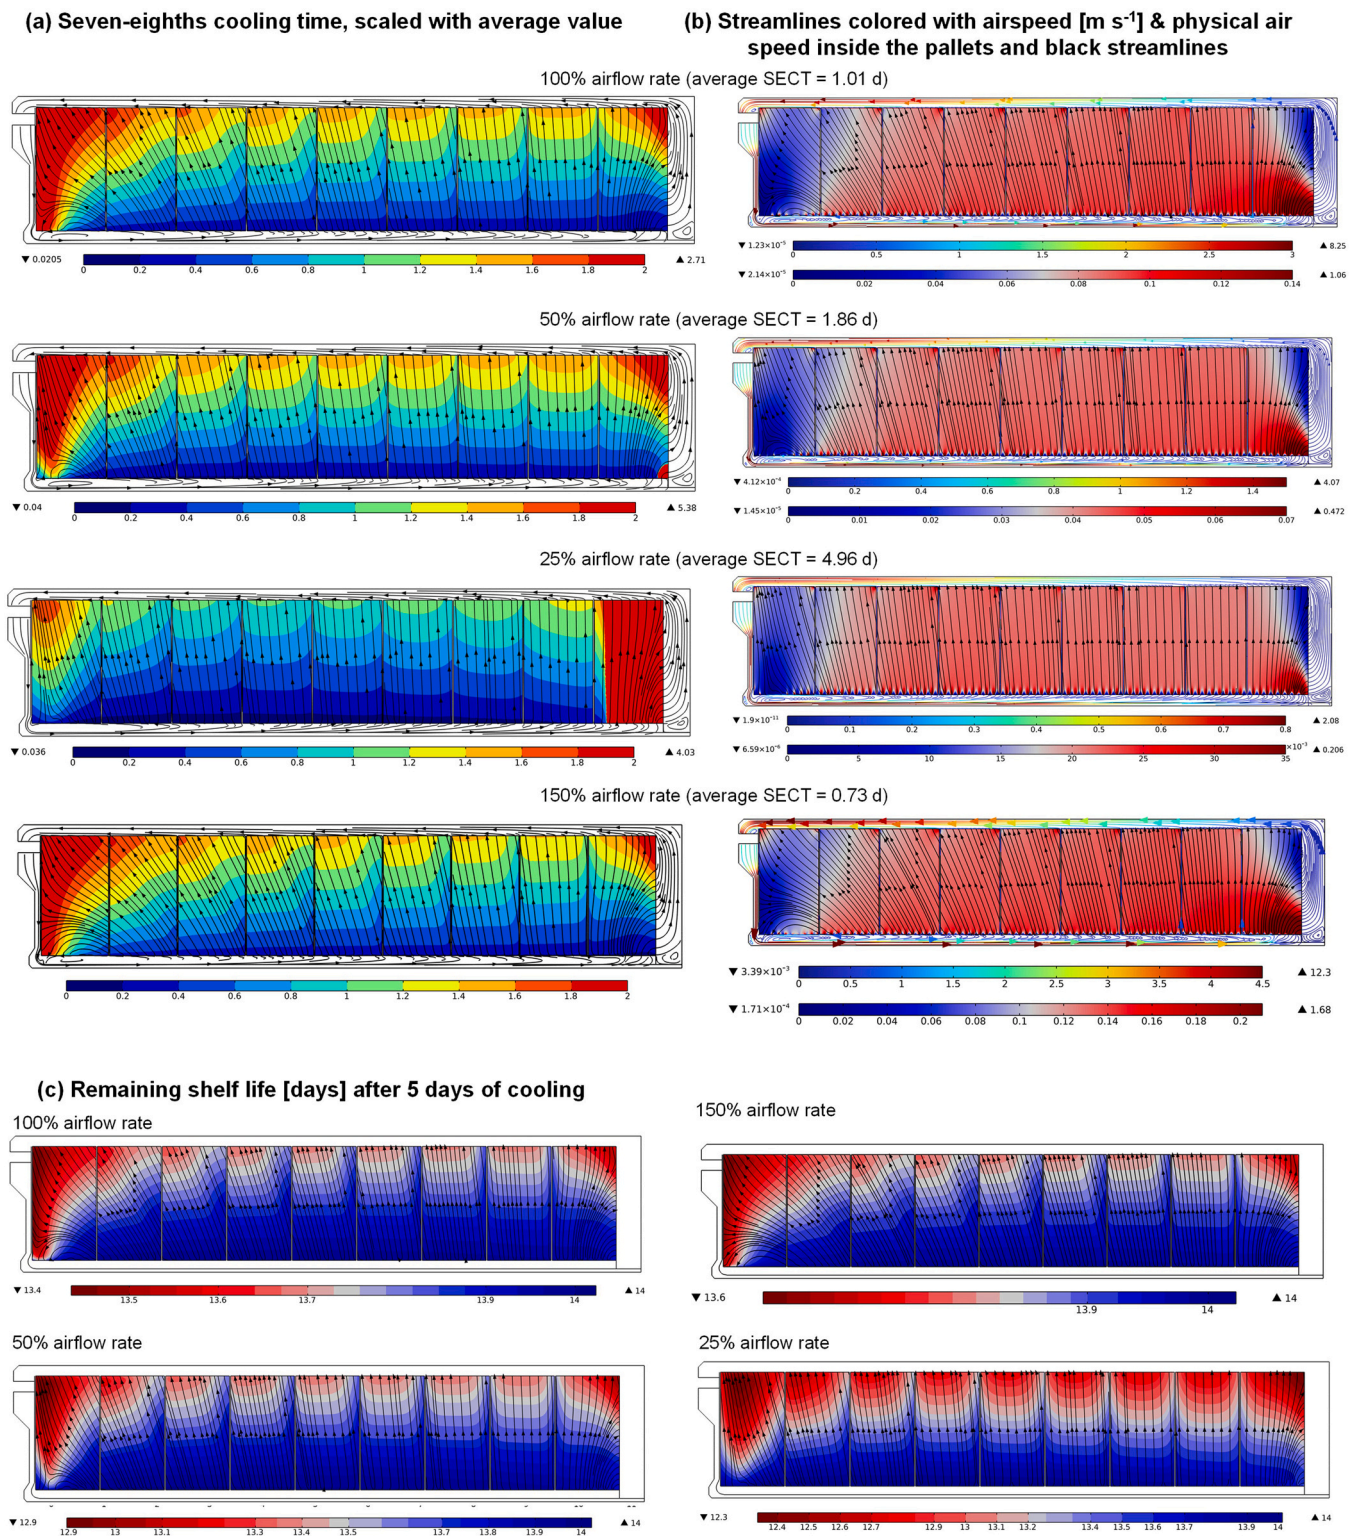 (a) Seven-eighths cooling time, scaled with average value
(b) Streamlines colored with airspeed [m s⁻¹] & physical air
speed inside the pallets and black streamlines
100% airflow rate (average SECT = 1.01 d)
▼ 0.0205 0 0.2 0.4 0.6 0.8 1 1.2 1.4 1.6 1.8 2 ▲ 2.71
▼ 1.23×10⁻⁵ 0 0.5 1 1.5 2 2.5 3 ▲ 8.25
▼ 2.14×10⁻⁵ 0 0.02 0.04 0.06 0.08 0.1 0.12 0.14 ▲ 1.06
50% airflow rate (average SECT = 1.86 d)
▼ 0.04 0 0.2 0.4 0.6 0.8 1 1.2 1.4 1.6 1.8 2 ▲ 5.38
▼ 4.12×10⁻⁴ 0 0.2 0.4 0.6 0.8 1 1.2 1.4 ▲ 4.07
▼ 1.45×10⁻⁵ 0 0.01 0.02 0.03 0.04 0.05 0.06 0.07 ▲ 0.472
25% airflow rate (average SECT = 4.96 d)
▼ 0.036 0 0.2 0.4 0.6 0.8 1 1.2 1.4 1.6 1.8 2 ▲ 4.03
▼ 1.9×10⁻¹¹ 0 0.1 0.2 0.3 0.4 0.5 0.6 0.7 0.8 ▲ 2.08
▼ 6.59×10⁻⁶ 0 5 10 15 20 25 30 35 ×10⁻³ ▲ 0.206
150% airflow rate (average SECT = 0.73 d)
0 0.2 0.4 0.6 0.8 1 1.2 1.4 1.6 1.8 2
▼ 3.39×10⁻³ 0 0.5 1 1.5 2 2.5 3 3.5 4 4.5 ▲ 12.3
▼ 1.71×10⁻⁴ 0 0.02 0.04 0.06 0.08 0.1 0.12 0.14 0.16 0.18 0.2 ▲ 1.68
(c) Remaining shelf life [days] after 5 days of cooling
100% airflow rate
▼ 13.4 13.5 13.6 13.7 13.9 14 ▲ 14
150% airflow rate
▼ 13.6 13.9 14 ▲ 14
50% airflow rate
▼ 12.9 12.9 13 13.1 13.3 13.4 13.5 13.7 13.8 13.9 14 ▲ 14
25% airflow rate
▼ 12.3 12.4 12.5 12.6 12.7 12.9 13 13.1 13.2 13.4 13.5 13.6 13.7 13.9 14 ▲ 14